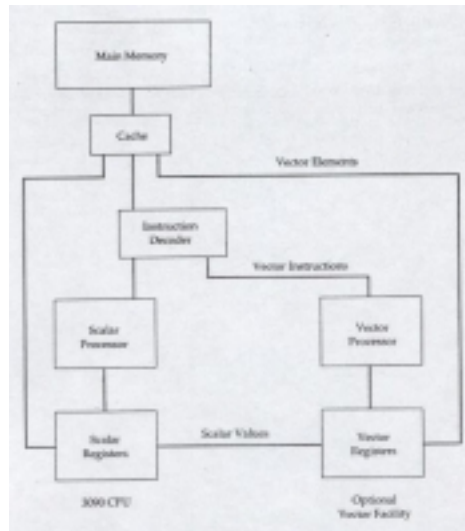 Main Memory
Cache
Vector Elements
Instruction
Decoder
Vector Instructions
Scalar
Processor
Vector
Processor
Scalar
Registers
Scalar Values
Vector
Registers
3090 CPU
Optional
Vector Facility